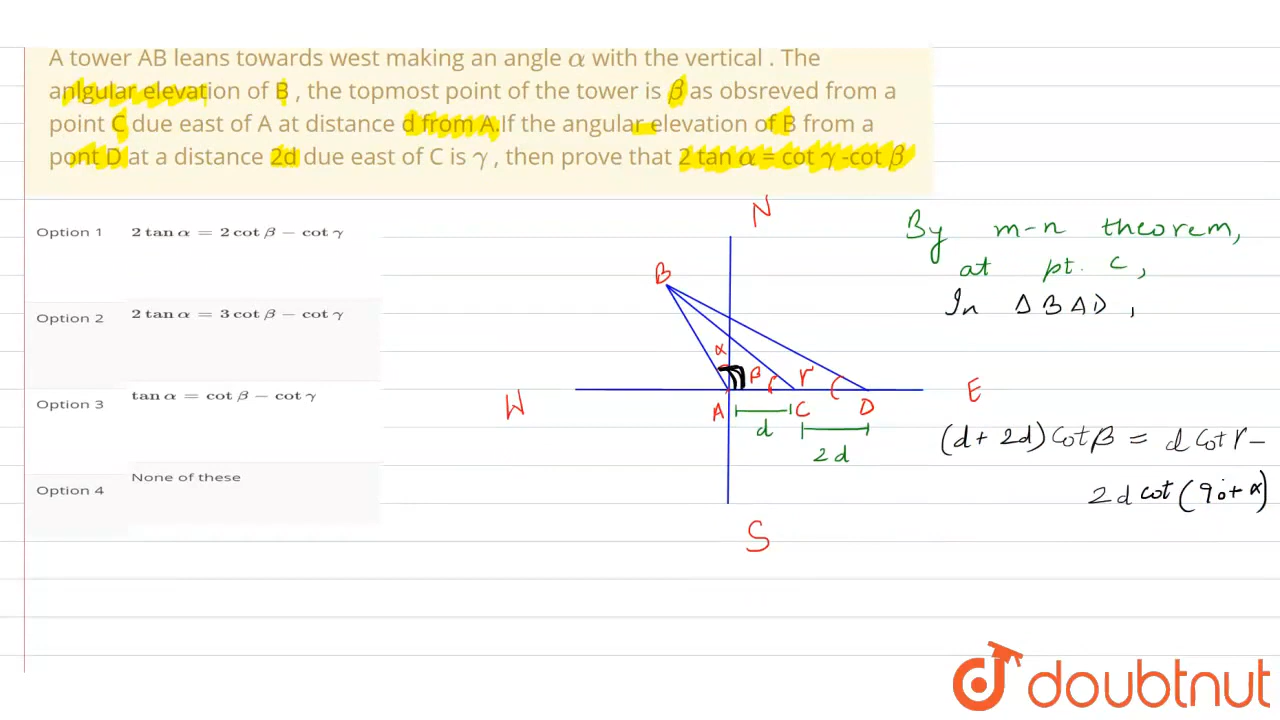 A tower AB leans towards west making an angle α with the vertical . The
anlgular elevation of B , the topmost point of the tower is β as obsreved from a
point C due east of A at distance d from A.If the angular elevation of B from a
pont D at a distance 2d due east of C is γ , then prove that 2 tan α = cot γ -cot β
Option 1 2 tan α = 2 cot β − cot γ
Option 2 2 tan α = 3 cot β − cot γ
Option 3 tan α = cot β − cot γ
Option 4 None of these
N
B
α
β
r
W
A
C
D
E
d
2d
S
By m-n theorem,
at pt. C,
In Δ BAD ,
(d+ 2d) cot β = d cot r −
2d cot (90+ α)
doubtnut